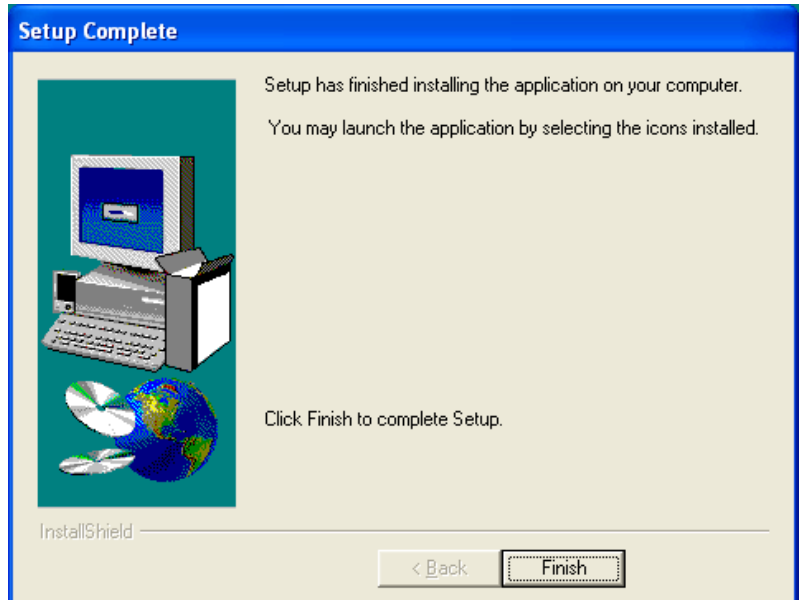 Setup Complete
Setup has finished installing the application on your computer.
You may launch the application by selecting the icons installed.
Click Finish to complete Setup.
InstallShield
< Back
Finish